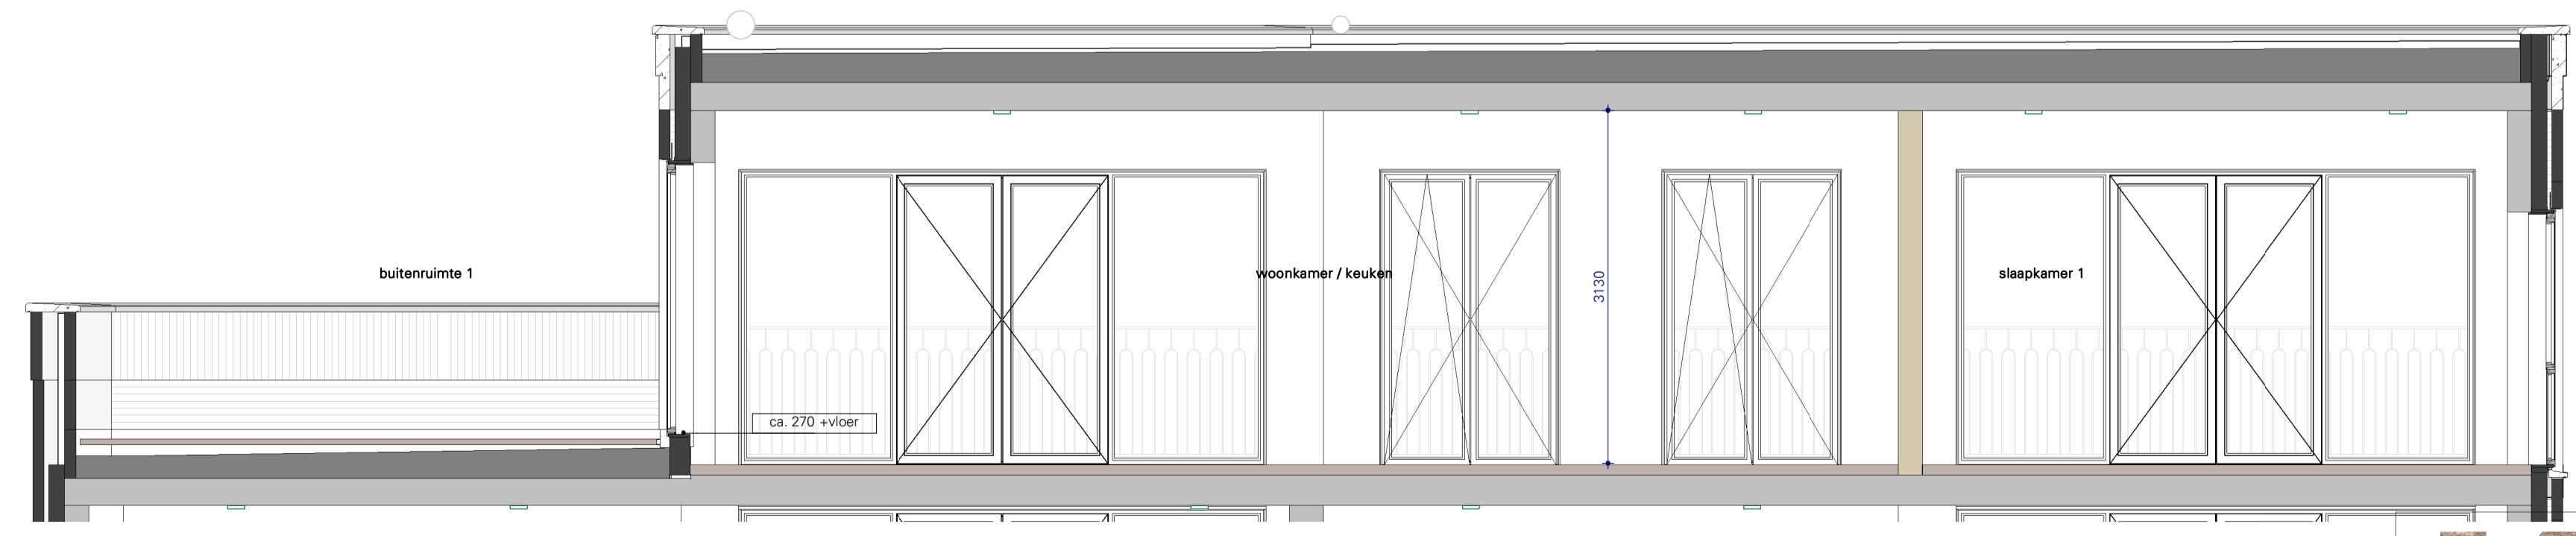 buitenruimte 1
woonkamer / keuken
slaapkamer 1
3130
ca. 270 +vloer